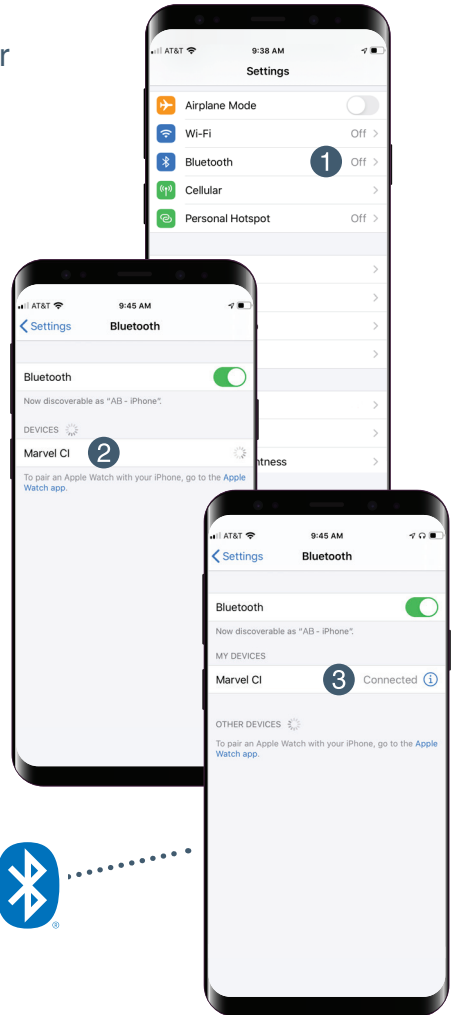 r
AT&T 9:38 AM
Settings
Airplane Mode
Wi-Fi Off
Bluetooth 1 Off
Cellular
Personal Hotspot Off
ntness
AT&T 9:45 AM
Settings Bluetooth
Bluetooth
Now discoverable as “AB - iPhone”.
DEVICES
Marvel CI 2
To pair an Apple Watch with your iPhone, go to the Apple
Watch app.
AT&T 9:45 AM
Settings Bluetooth
Bluetooth
Now discoverable as “AB - iPhone”.
MY DEVICES
Marvel CI 3 Connected i
OTHER DEVICES
To pair an Apple Watch with your iPhone, go to the Apple
Watch app.
®